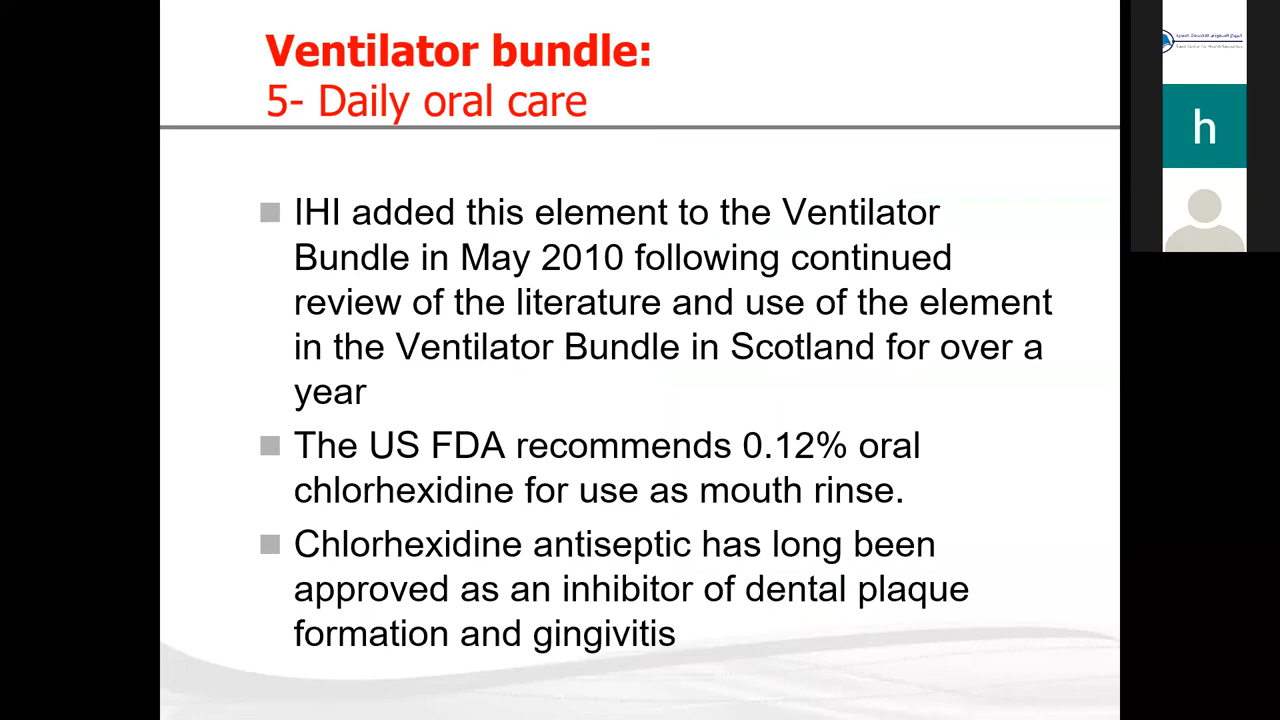 Ventilator bundle:
5- Daily oral care
IHI added this element to the Ventilator
Bundle in May 2010 following continued
review of the literature and use of the element
in the Ventilator Bundle in Scotland for over a
year
The US FDA recommends 0.12% oral
chlorhexidine for use as mouth rinse.
Chlorhexidine antiseptic has long been
approved as an inhibitor of dental plaque
formation and gingivitis
h